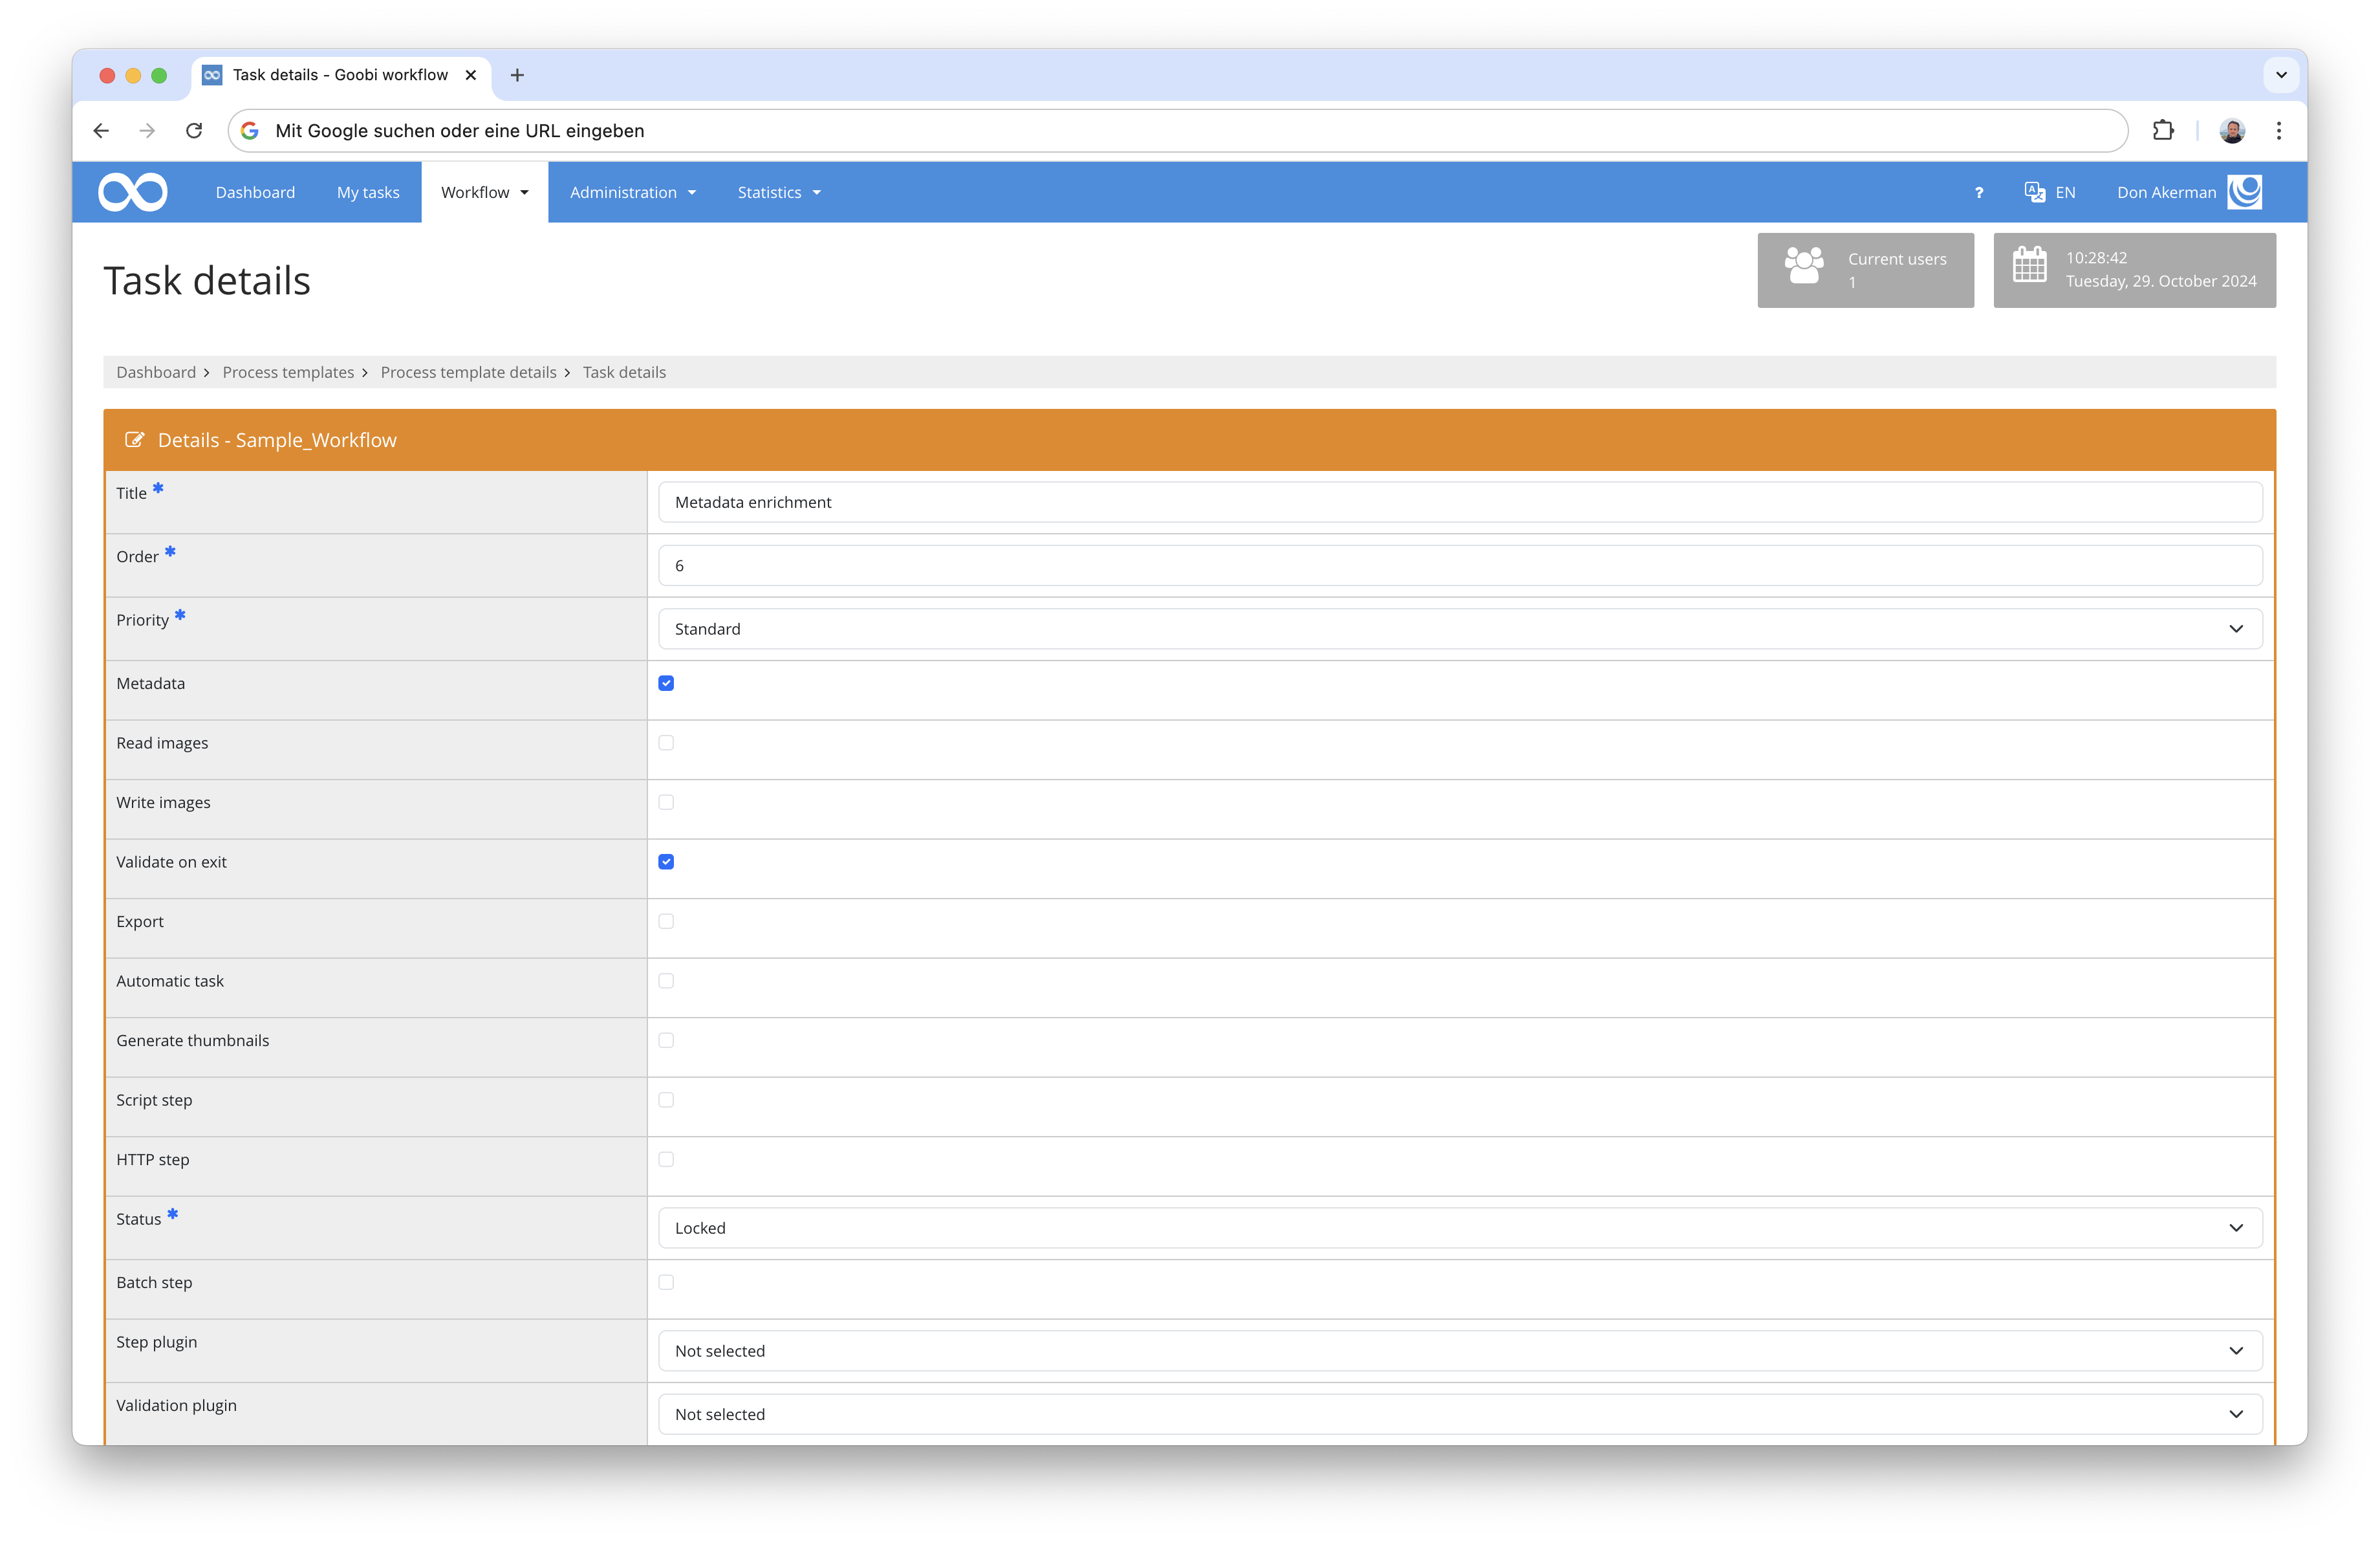 Task details - Goobi workflow
Mit Google suchen oder eine URL eingeben
Dashboard My tasks Workflow Administration Statistics ? EN Don Akerman
Task details
Current users
1
10:28:42
Tuesday, 29. October 2024
Dashboard > Process templates > Process template details > Task details
Details - Sample_Workflow
Title * Metadata enrichment
Order * 6
Priority * Standard
Metadata
Read images
Write images
Validate on exit
Export
Automatic task
Generate thumbnails
Script step
HTTP step
Status * Locked
Batch step
Step plugin Not selected
Validation plugin Not selected